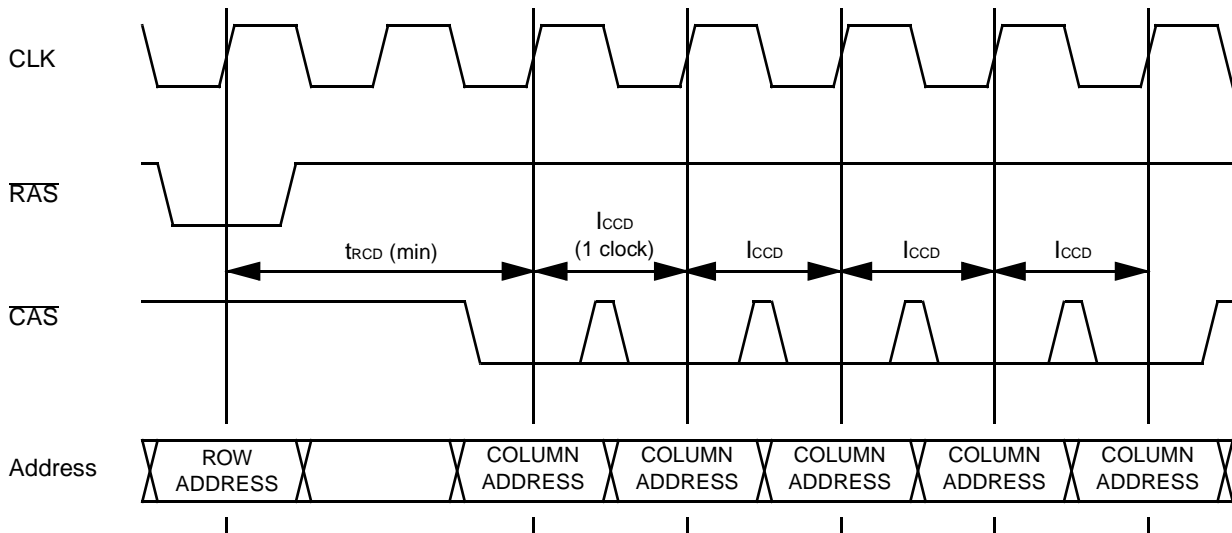 CLK
RAS
ICCD
(1 clock)
tRCD (min)
ICCD
ICCD
ICCD
CAS
Address
ROW
ADDRESS
COLUMN
ADDRESS
COLUMN
ADDRESS
COLUMN
ADDRESS
COLUMN
ADDRESS
COLUMN
ADDRESS